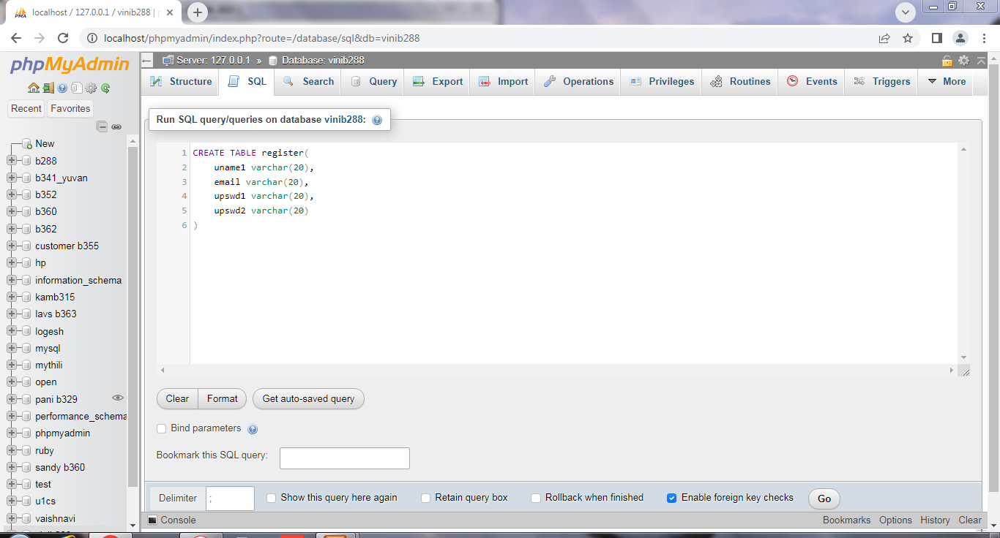 localhost / 127.0.0.1 / vinib288 | p
localhost/phpmyadmin/index.php?route=/database/sql&db=vinib288
phpMyAdmin
Recent Favorites
New
b288
b341_yuvan
b352
b360
b362
customer b355
hp
information_schema
kamb315
lavs b363
logesh
mysql
mythili
open
pani b329
performance_schema
phpmyadmin
ruby
sandy b360
test
u1cs
vaishnavi
Server: 127.0.0.1 » Database: vinib288
Structure SQL Search Query Export Import Operations Privileges Routines Events Triggers More
Run SQL query/queries on database vinib288:
1 CREATE TABLE register(
2 uname1 varchar(20),
3 email varchar(20),
4 upswd1 varchar(20),
5 upswd2 varchar(20)
6 )
Clear Format Get auto-saved query
Bind parameters
Bookmark this SQL query:
Delimiter ; Show this query here again Retain query box Rollback when finished Enable foreign key checks Go
Console Bookmarks Options History Clear